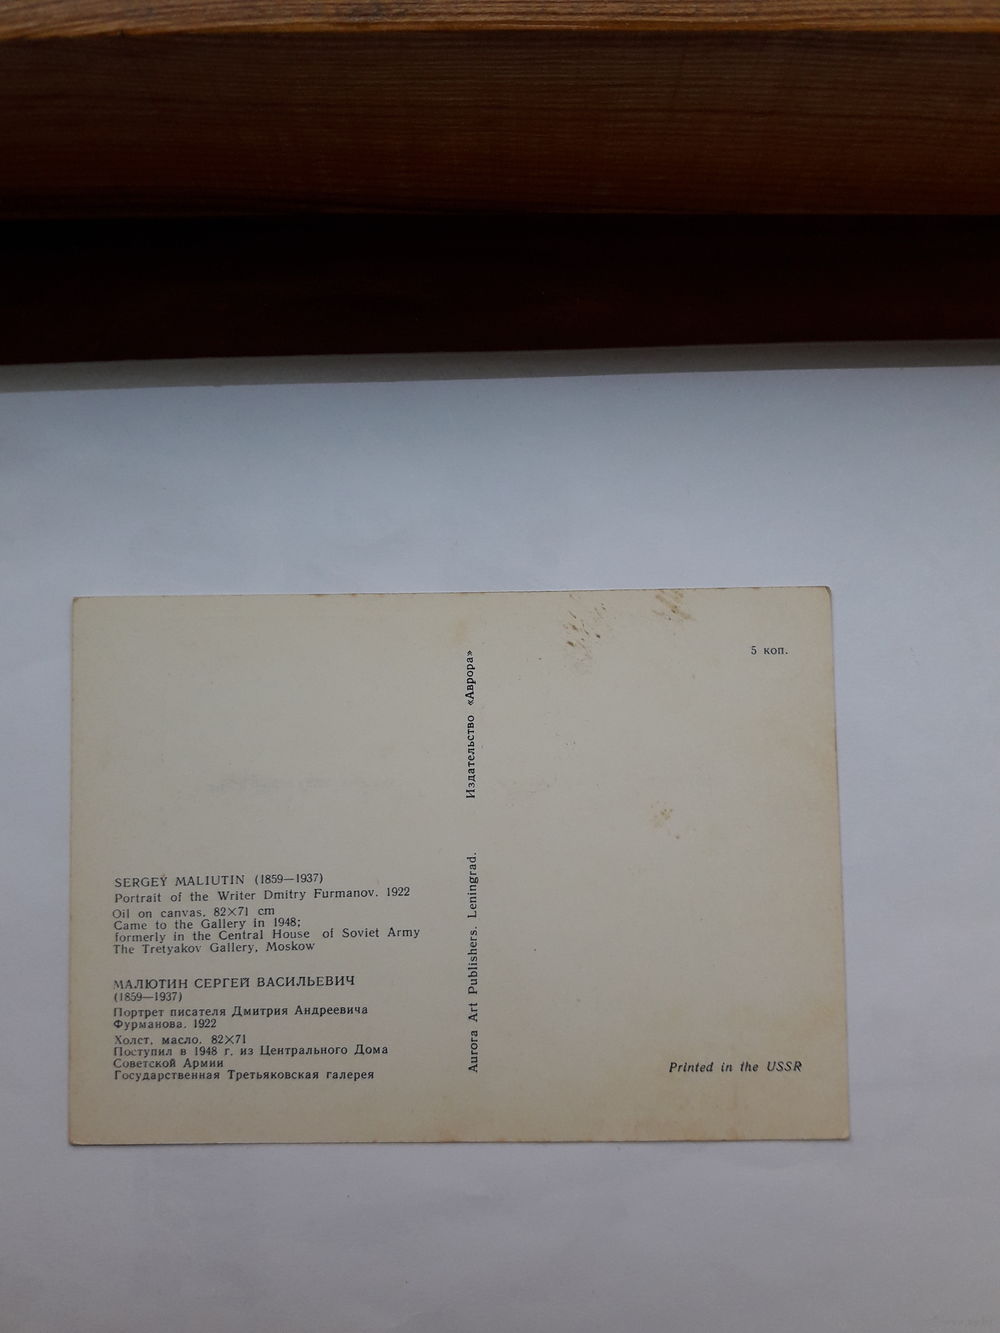 SERGEY MALIUTIN (1859—1937)
Portrait of the Writer Dmitry Furmanov. 1922
Oil on canvas. 82×71 cm
Came to the Gallery in 1948;
formerly in the Central House of Soviet Army
The Tretyakov Gallery, Moskow
МАЛЮТИН СЕРГЕЙ ВАСИЛЬЕВИЧ
(1859—1937)
Портрет писателя Дмитрия Андреевича
Фурманова. 1922
Холст, масло. 82×71
Поступил в 1948 г. из Центрального Дома
Советской Армии
Государственная Третьяковская галерея
Aurora Art Publishers. Leningrad. Издательство «Аврора»
5 коп.
Printed in the USSR